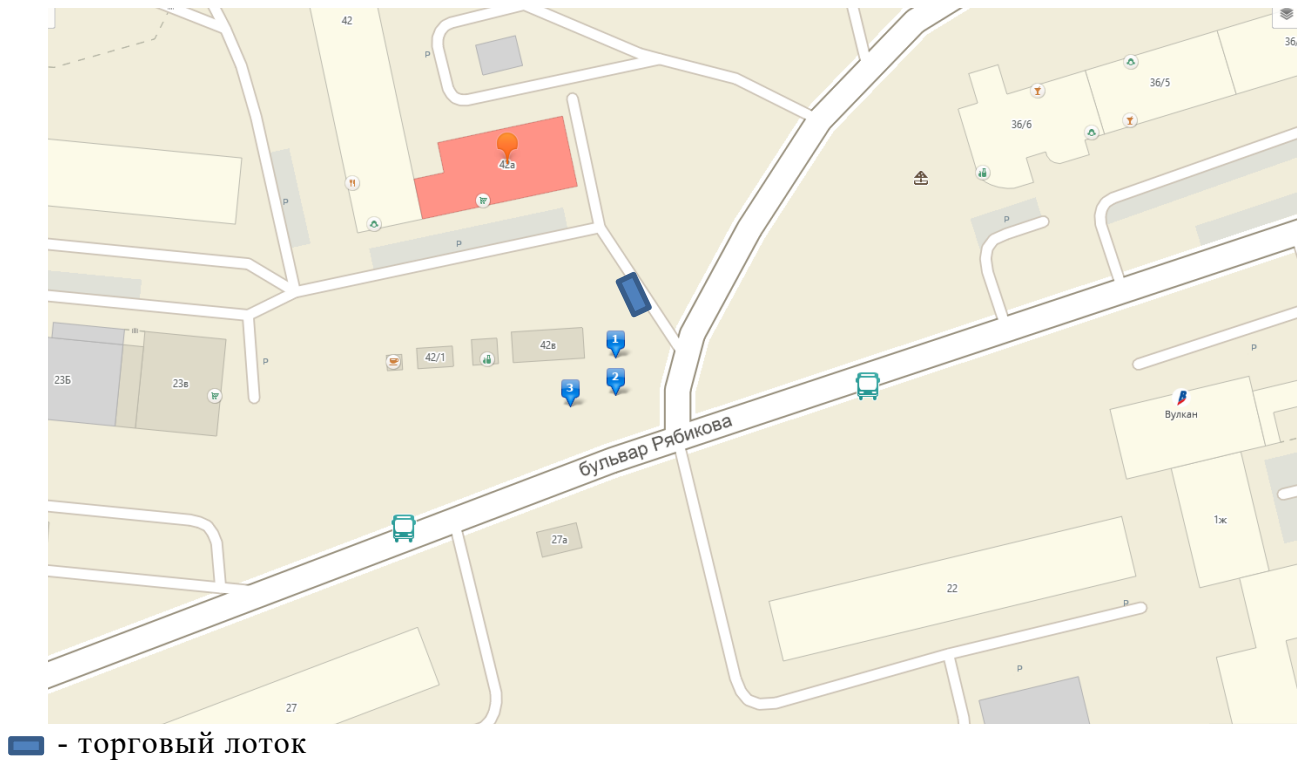 42
P
36/
36/5
36/6
42а
P
P
P
P
1
42в
42/1
P
23Б
23в
2
3
P
Вулкан
бульвар Рябикова
1ж
27а
22
P
P
27
- торговый лоток